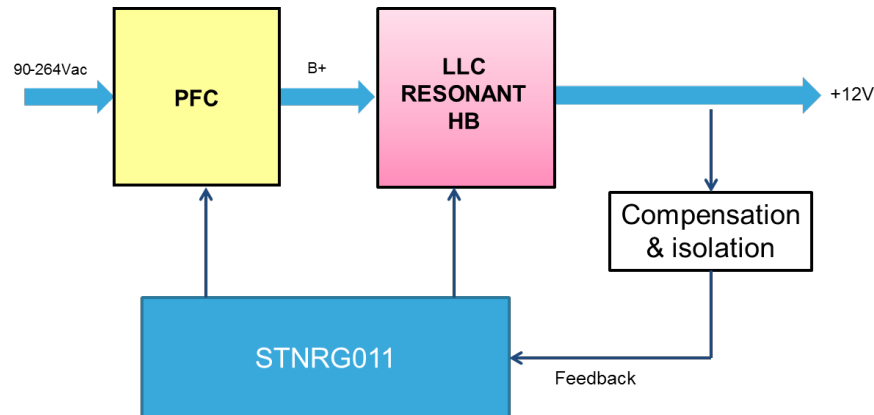 90-264Vac
PFC
B+
LLC
RESONANT
HB
+12V
Compensation
& isolation
STNRG011
Feedback